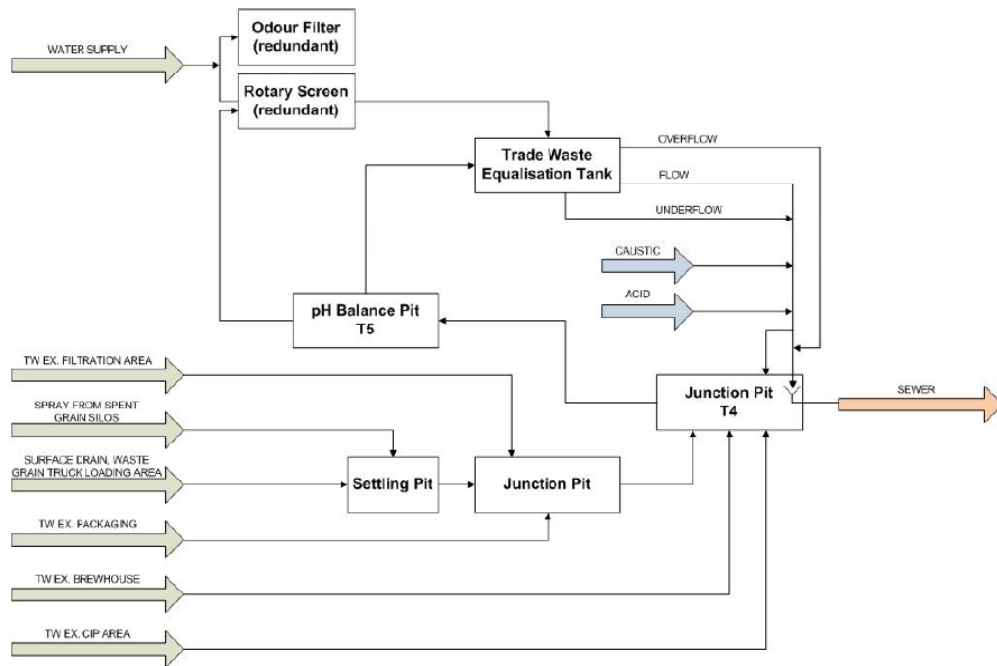 Odour Filter
(redundant)
WATER SUPPLY
Rotary Screen
(redundant)
OVERFLOW
Trade Waste
Equalisation Tank
FLOW
UNDERFLOW
CAUSTIC
ACID
pH Balance Pit
T5
TW EX. FILTRATION AREA
Junction Pit
T4
SEWER
SPRAY FROM SPENT
GRAIN SILOS
SURFACE DRAIN, WASTE
GRAIN TRUCK LOADING AREA
Settling Pit
Junction Pit
TW EX. PACKAGING
TW EX. BREWHOUSE
TW EX. CIP AREA